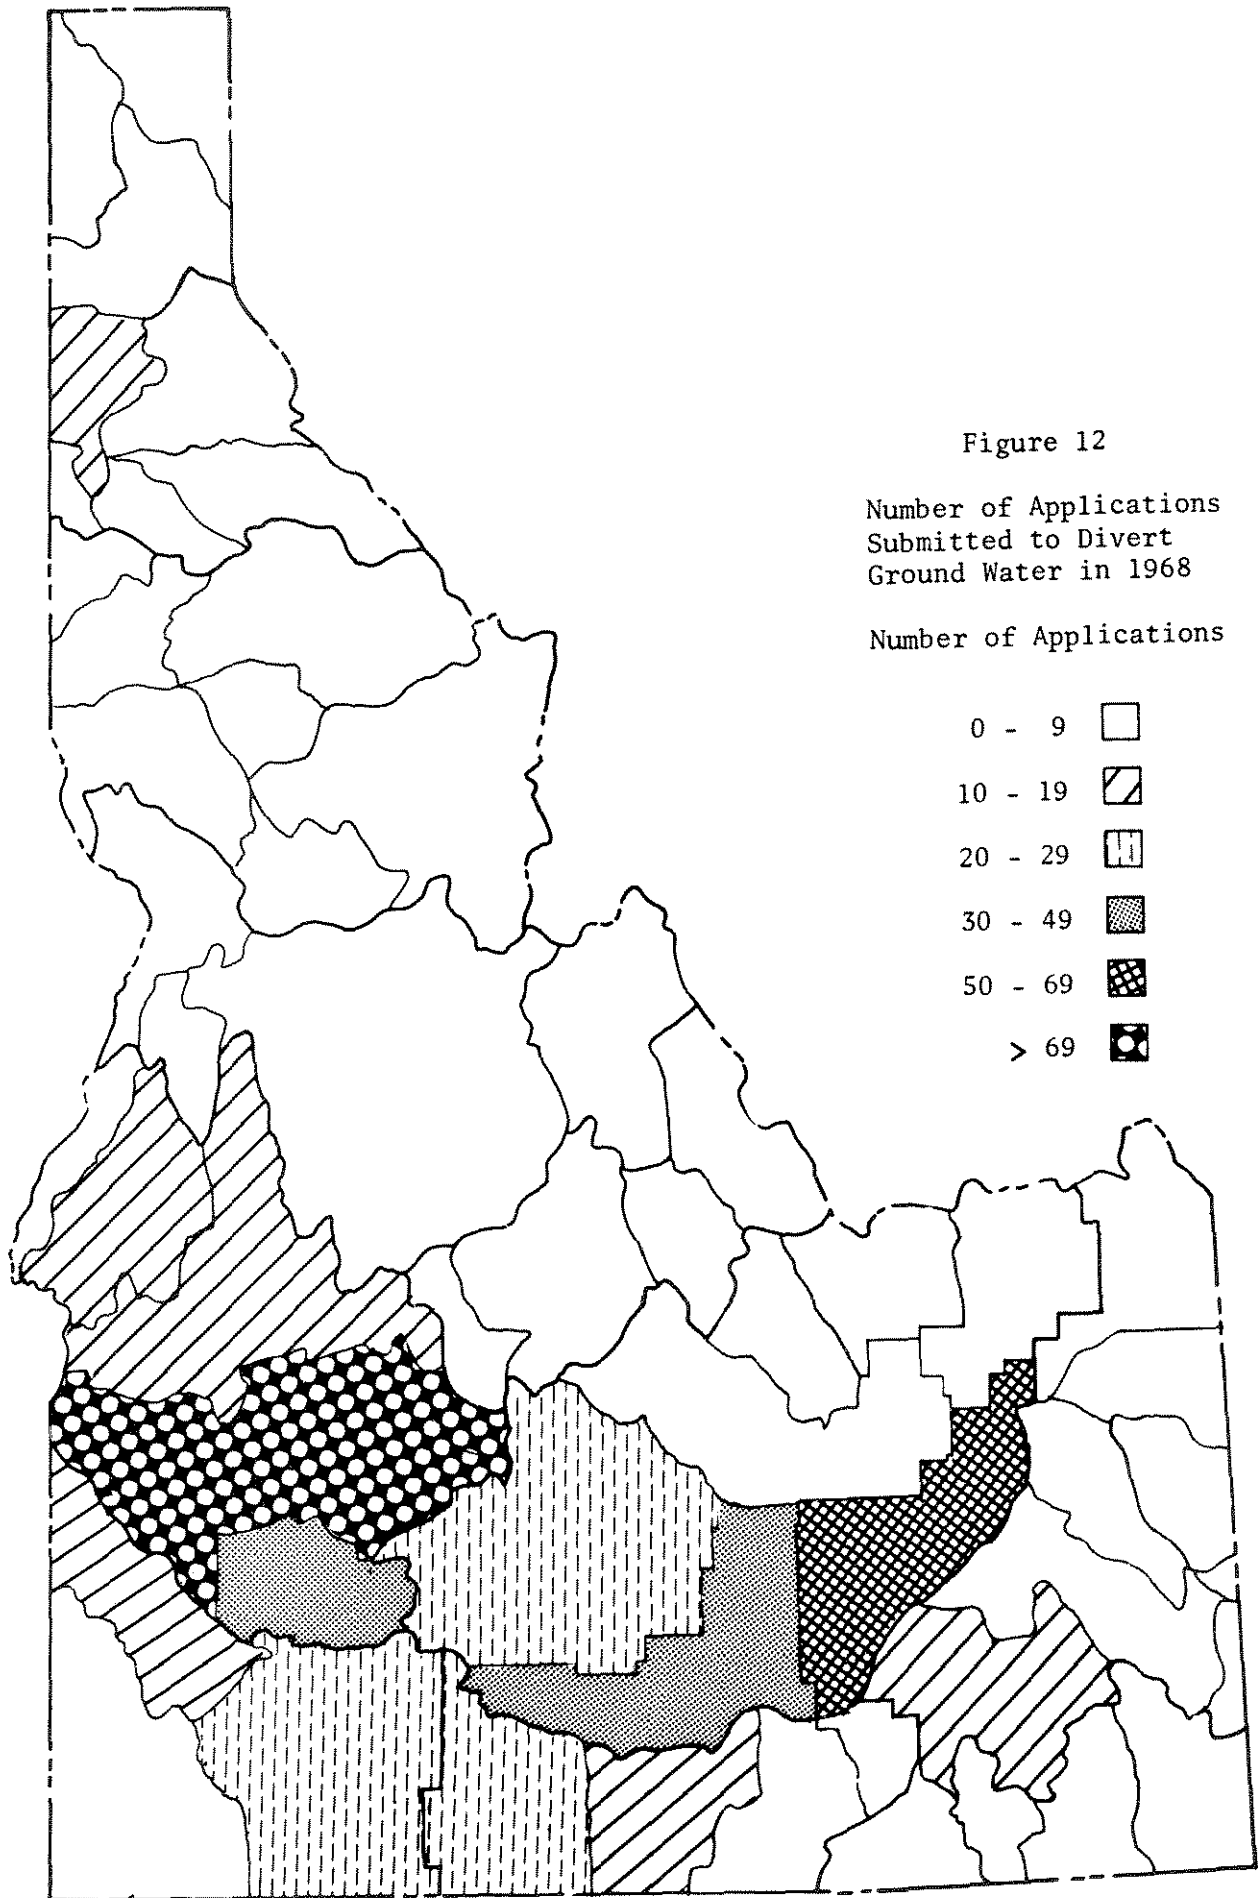 Figure 12
Number of Applications
Submitted to Divert
Ground Water in 1968
Number of Applications
0 - 9
10 - 19
20 - 29
30 - 49
50 - 69
> 69